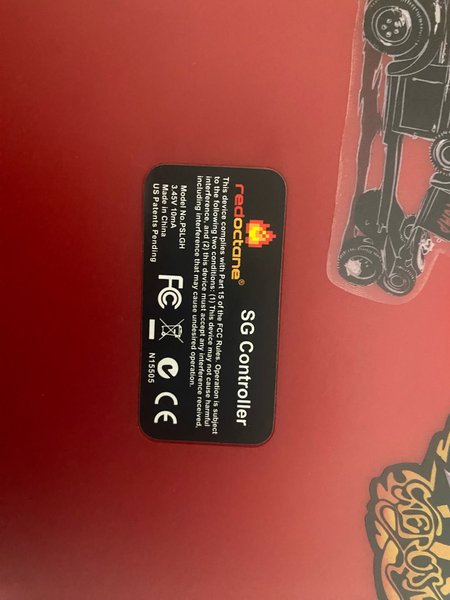 redoctane®
SG Controller
This device complies with Part 15 of the FCC Rules. Operation is subject
to the following two conditions: (1) This device may not cause harmful
interference, and (2) this device must accept any interference received,
including interference that may cause undesired operation.
Model No.PSLGH
3.45V 10mA
Made in China
US Patents Pending
FC
CE
N15505